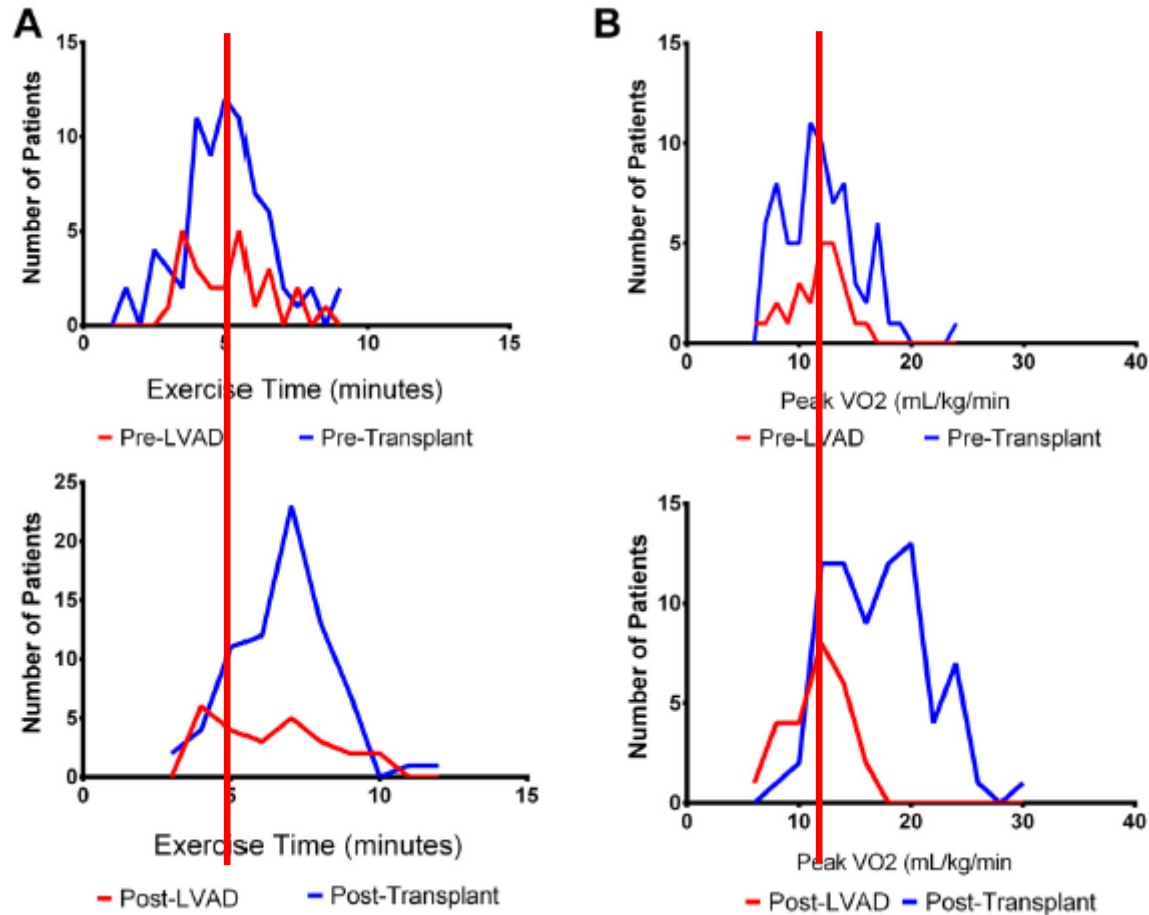 A
Number of Patients
15
10
5
0
0 5 10 15
Exercise Time (minutes)
Pre-LVAD Pre-Transplant
Number of Patients
25
20
15
10
5
0
0 5 10 15
Exercise Time (minutes)
Post-LVAD Post-Transplant
B
Number of Patients
15
10
5
0
0 10 20 30 40
Peak VO2 (mL/kg/min
Pre-LVAD Pre-Transplant
Number of Patients
15
10
5
0
0 10 20 30 40
Peak VO2 (mL/kg/min
Post-LVAD Post-Transplant